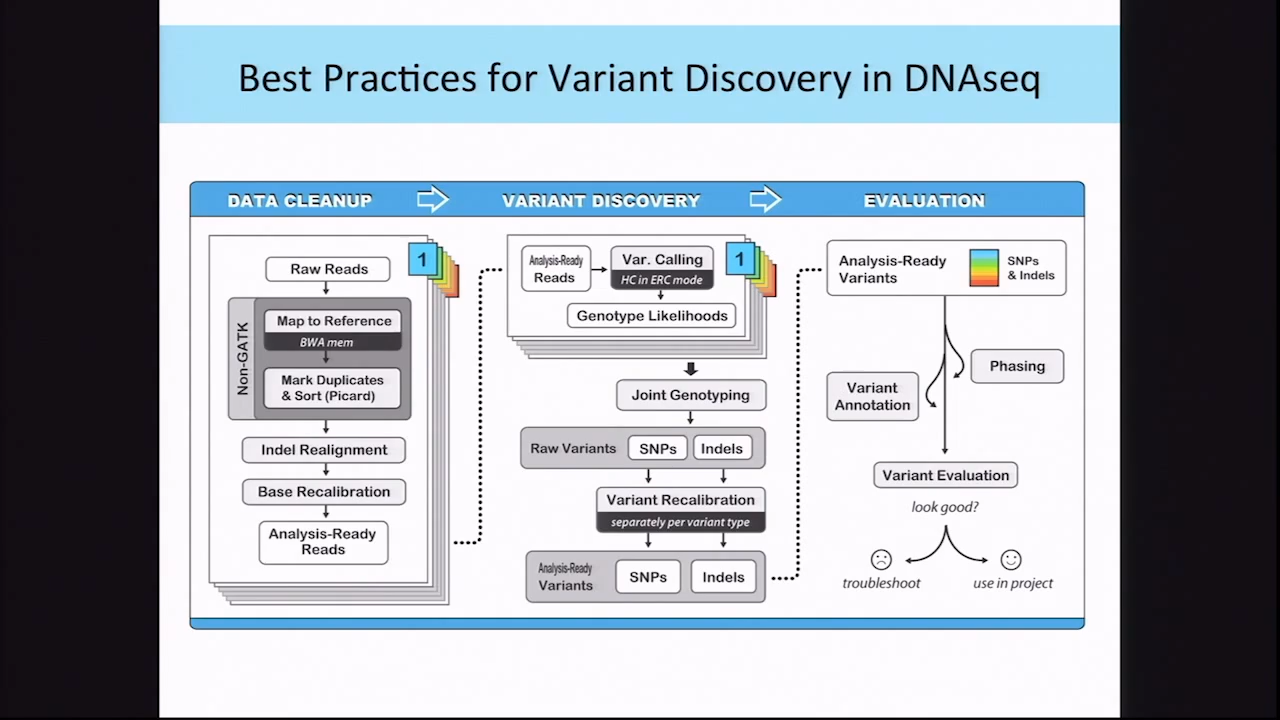 Best Practices for Variant Discovery in DNAseq
DATA CLEANUP
VARIANT DISCOVERY
EVALUATION
1
Raw Reads
Non-GATK
Map to Reference
BWA mem
Mark Duplicates
& Sort (Picard)
Indel Realignment
Base Recalibration
Analysis-Ready
Reads
1
Analysis-Ready
Reads
Var. Calling
HC in ERC mode
Genotype Likelihoods
Joint Genotyping
Raw Variants
SNPs
Indels
Variant Recalibration
separately per variant type
Analysis-Ready
Variants
SNPs
Indels
Analysis-Ready
Variants
SNPs
& Indels
Phasing
Variant
Annotation
Variant Evaluation
look good?
troubleshoot
use in project